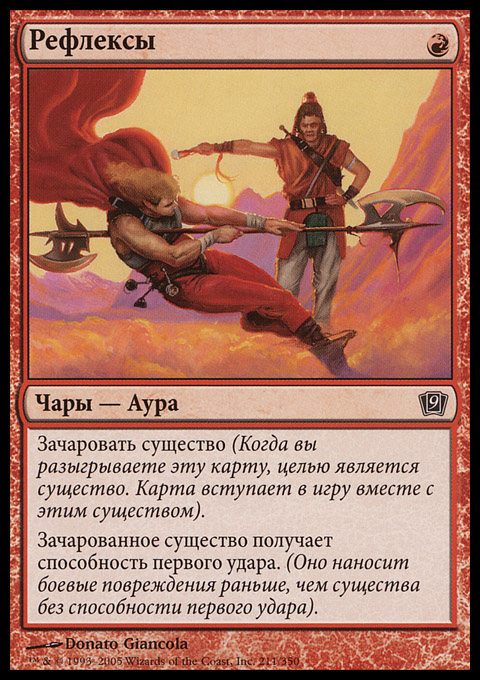 Рефлексы
Чары — Аура
9
Зачаровать существо (Когда вы
разыгрываете эту карту, целью является
существо. Карта вступает в игру вместе с
этим существом).
Зачарованное существо получает
способность первого удара. (Оно наносит
боевые повреждения раньше, чем существа
без способности первого удара).
Donato Giancola
™ & © 1993-2005 Wizards of the Coast, Inc. 211/350